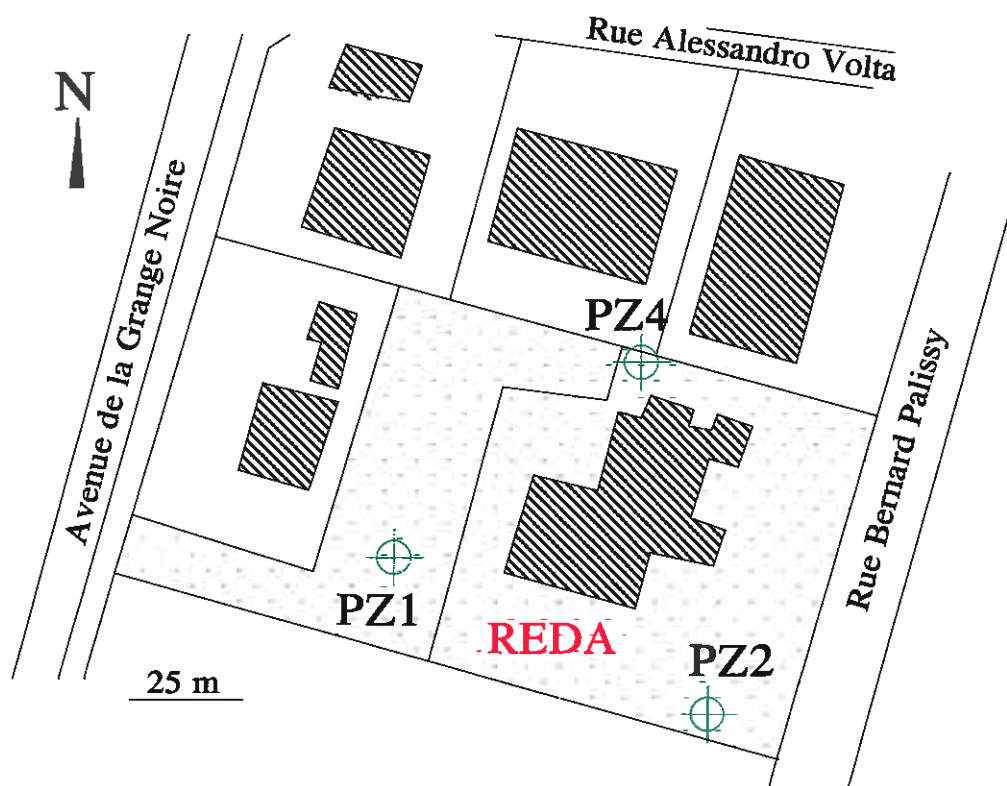 Rue Alessandro Volta
N
Avenue de la Grange Noire
PZ4
Rue Bernard Palissy
PZ1
REDA
PZ2
25 m